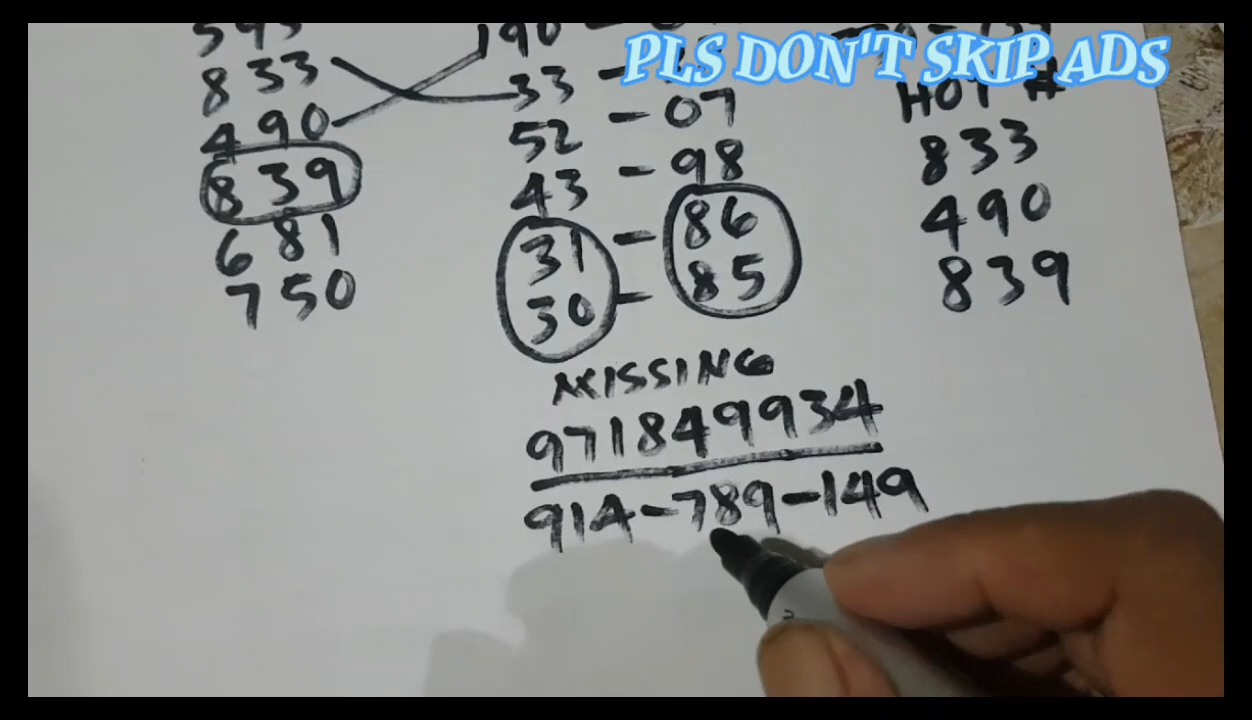 PLS DON'T SKIP ADS
190 -
833
33 -
HOT #
490
52 - 07
833
839
43 - 98
490
681
31 - 86
839
750
30 - 85
MISSING
971849934
914-789-149